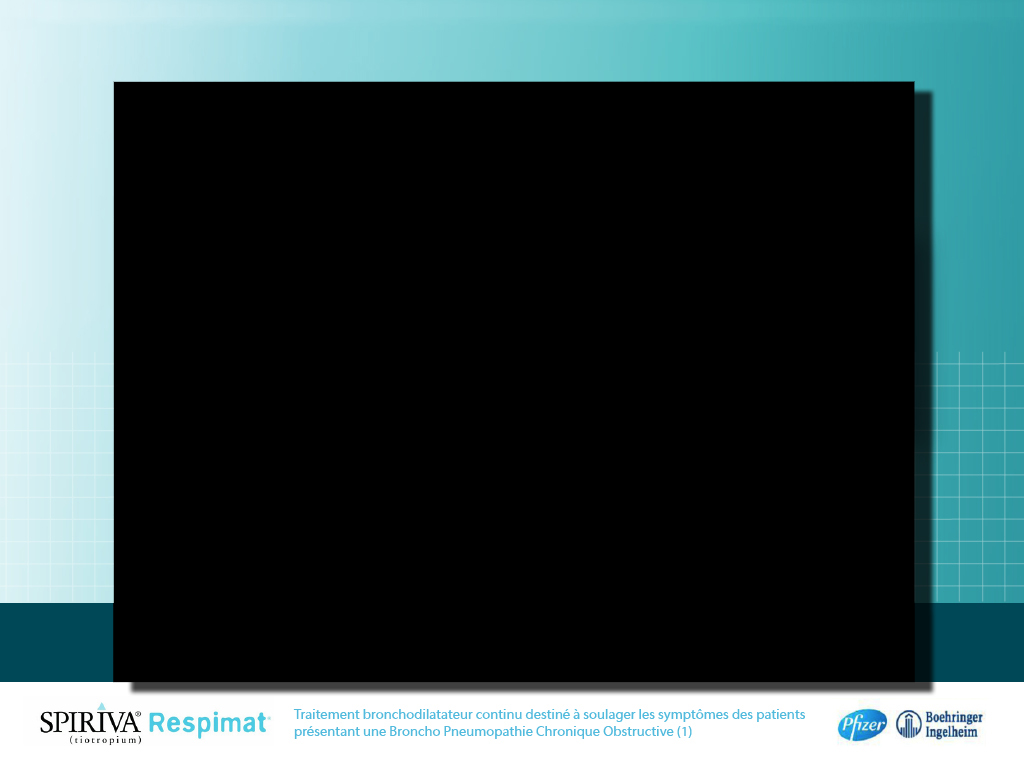 SPIRIVA® Respimat®
(tiotropium)
Traitement bronchodilatateur continu destiné à soulager les symptômes des patients
présentant une Broncho Pneumopathie Chronique Obstructive (1)
Pfizer
Boehringer
Ingelheim